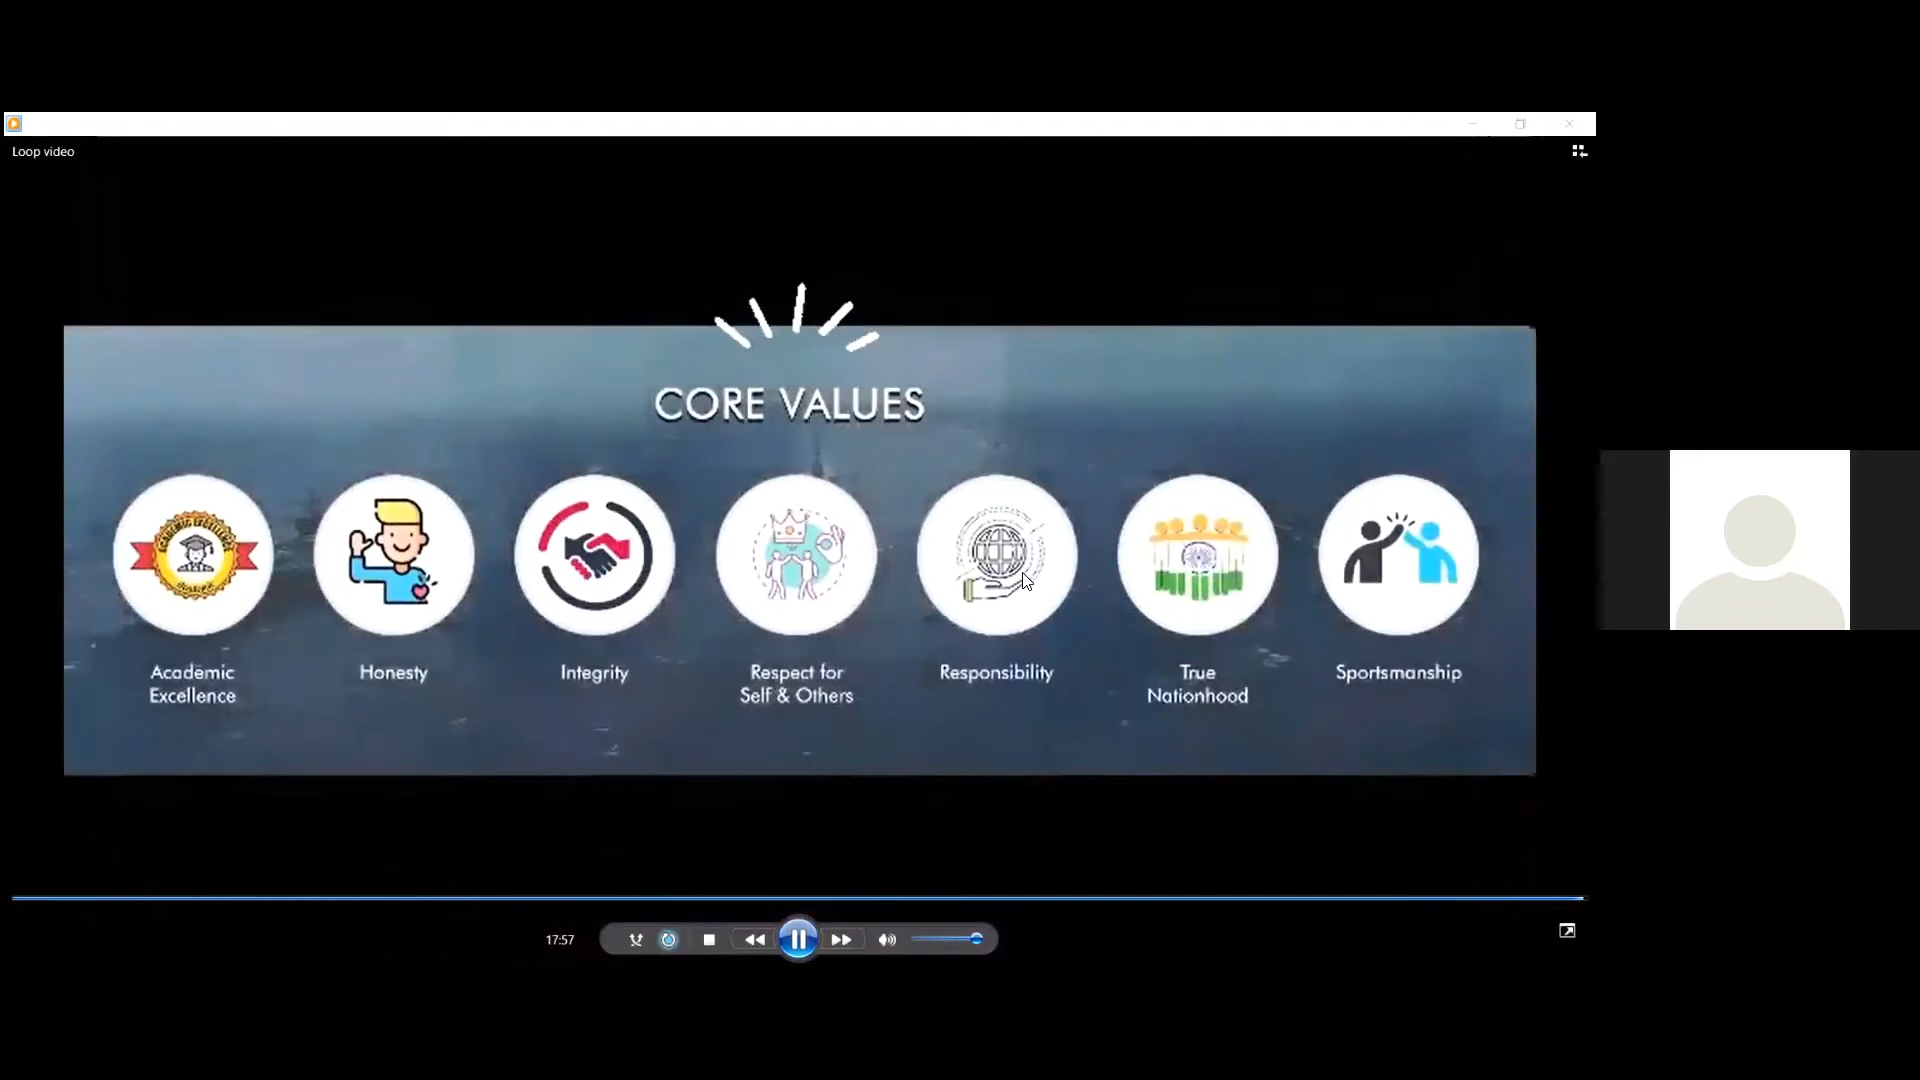 Loop video
CORE VALUES
Academic
Excellence
Honesty
Integrity
Respect for
Self & Others
Responsibility
True
Nationhood
Sportsmanship
17:57